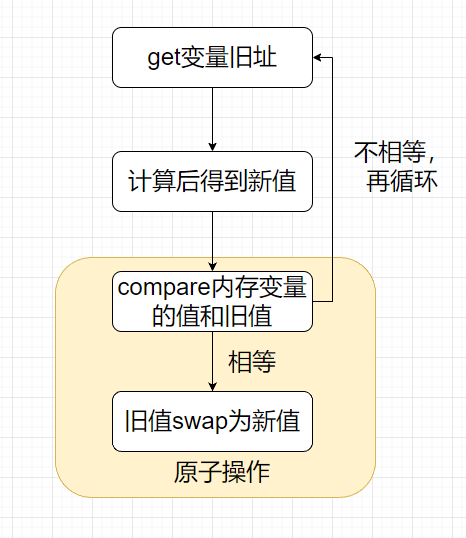 get变量旧址
不相等，
再循环
计算后得到新值
compare内存变量
的值和旧值
相等
旧值swap为新值
原子操作